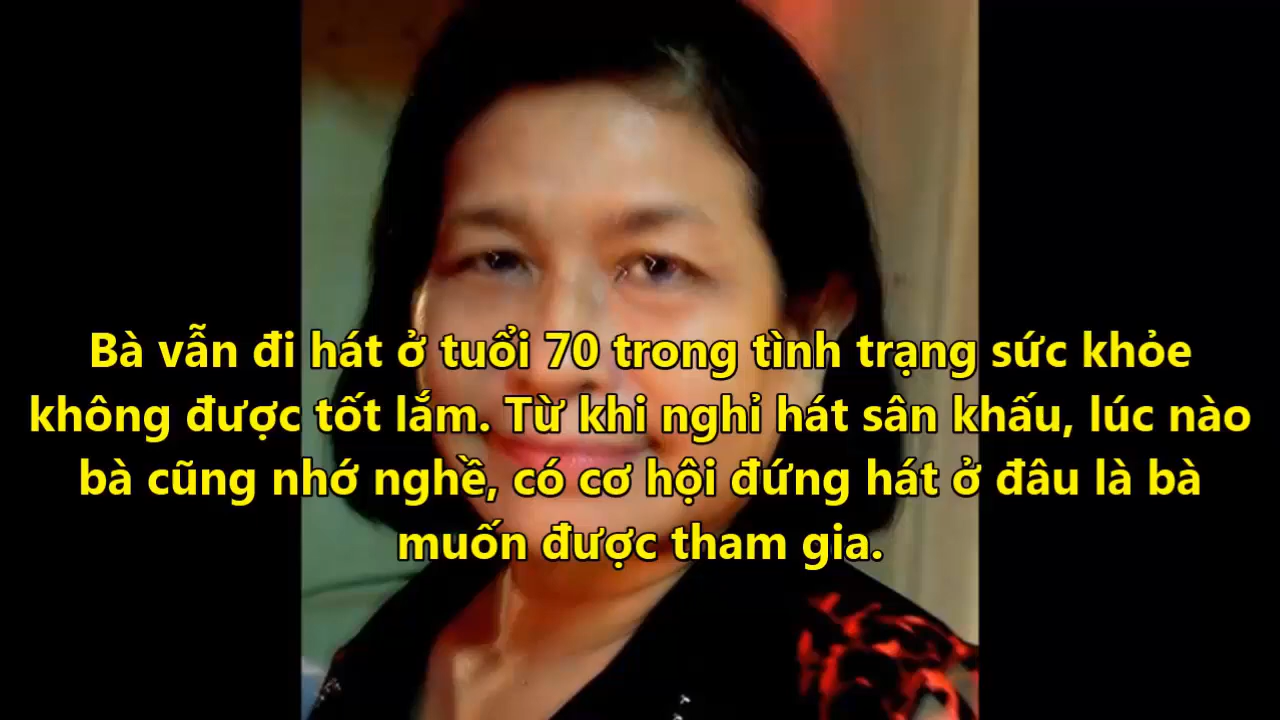 Bà vẫn đi hát ở tuổi 70 trong tình trạng sức khỏe
không được tốt lắm. Từ khi nghỉ hát sân khấu, lúc nào
bà cũng nhớ nghề, có cơ hội đứng hát ở đâu là bà
muốn được tham gia.